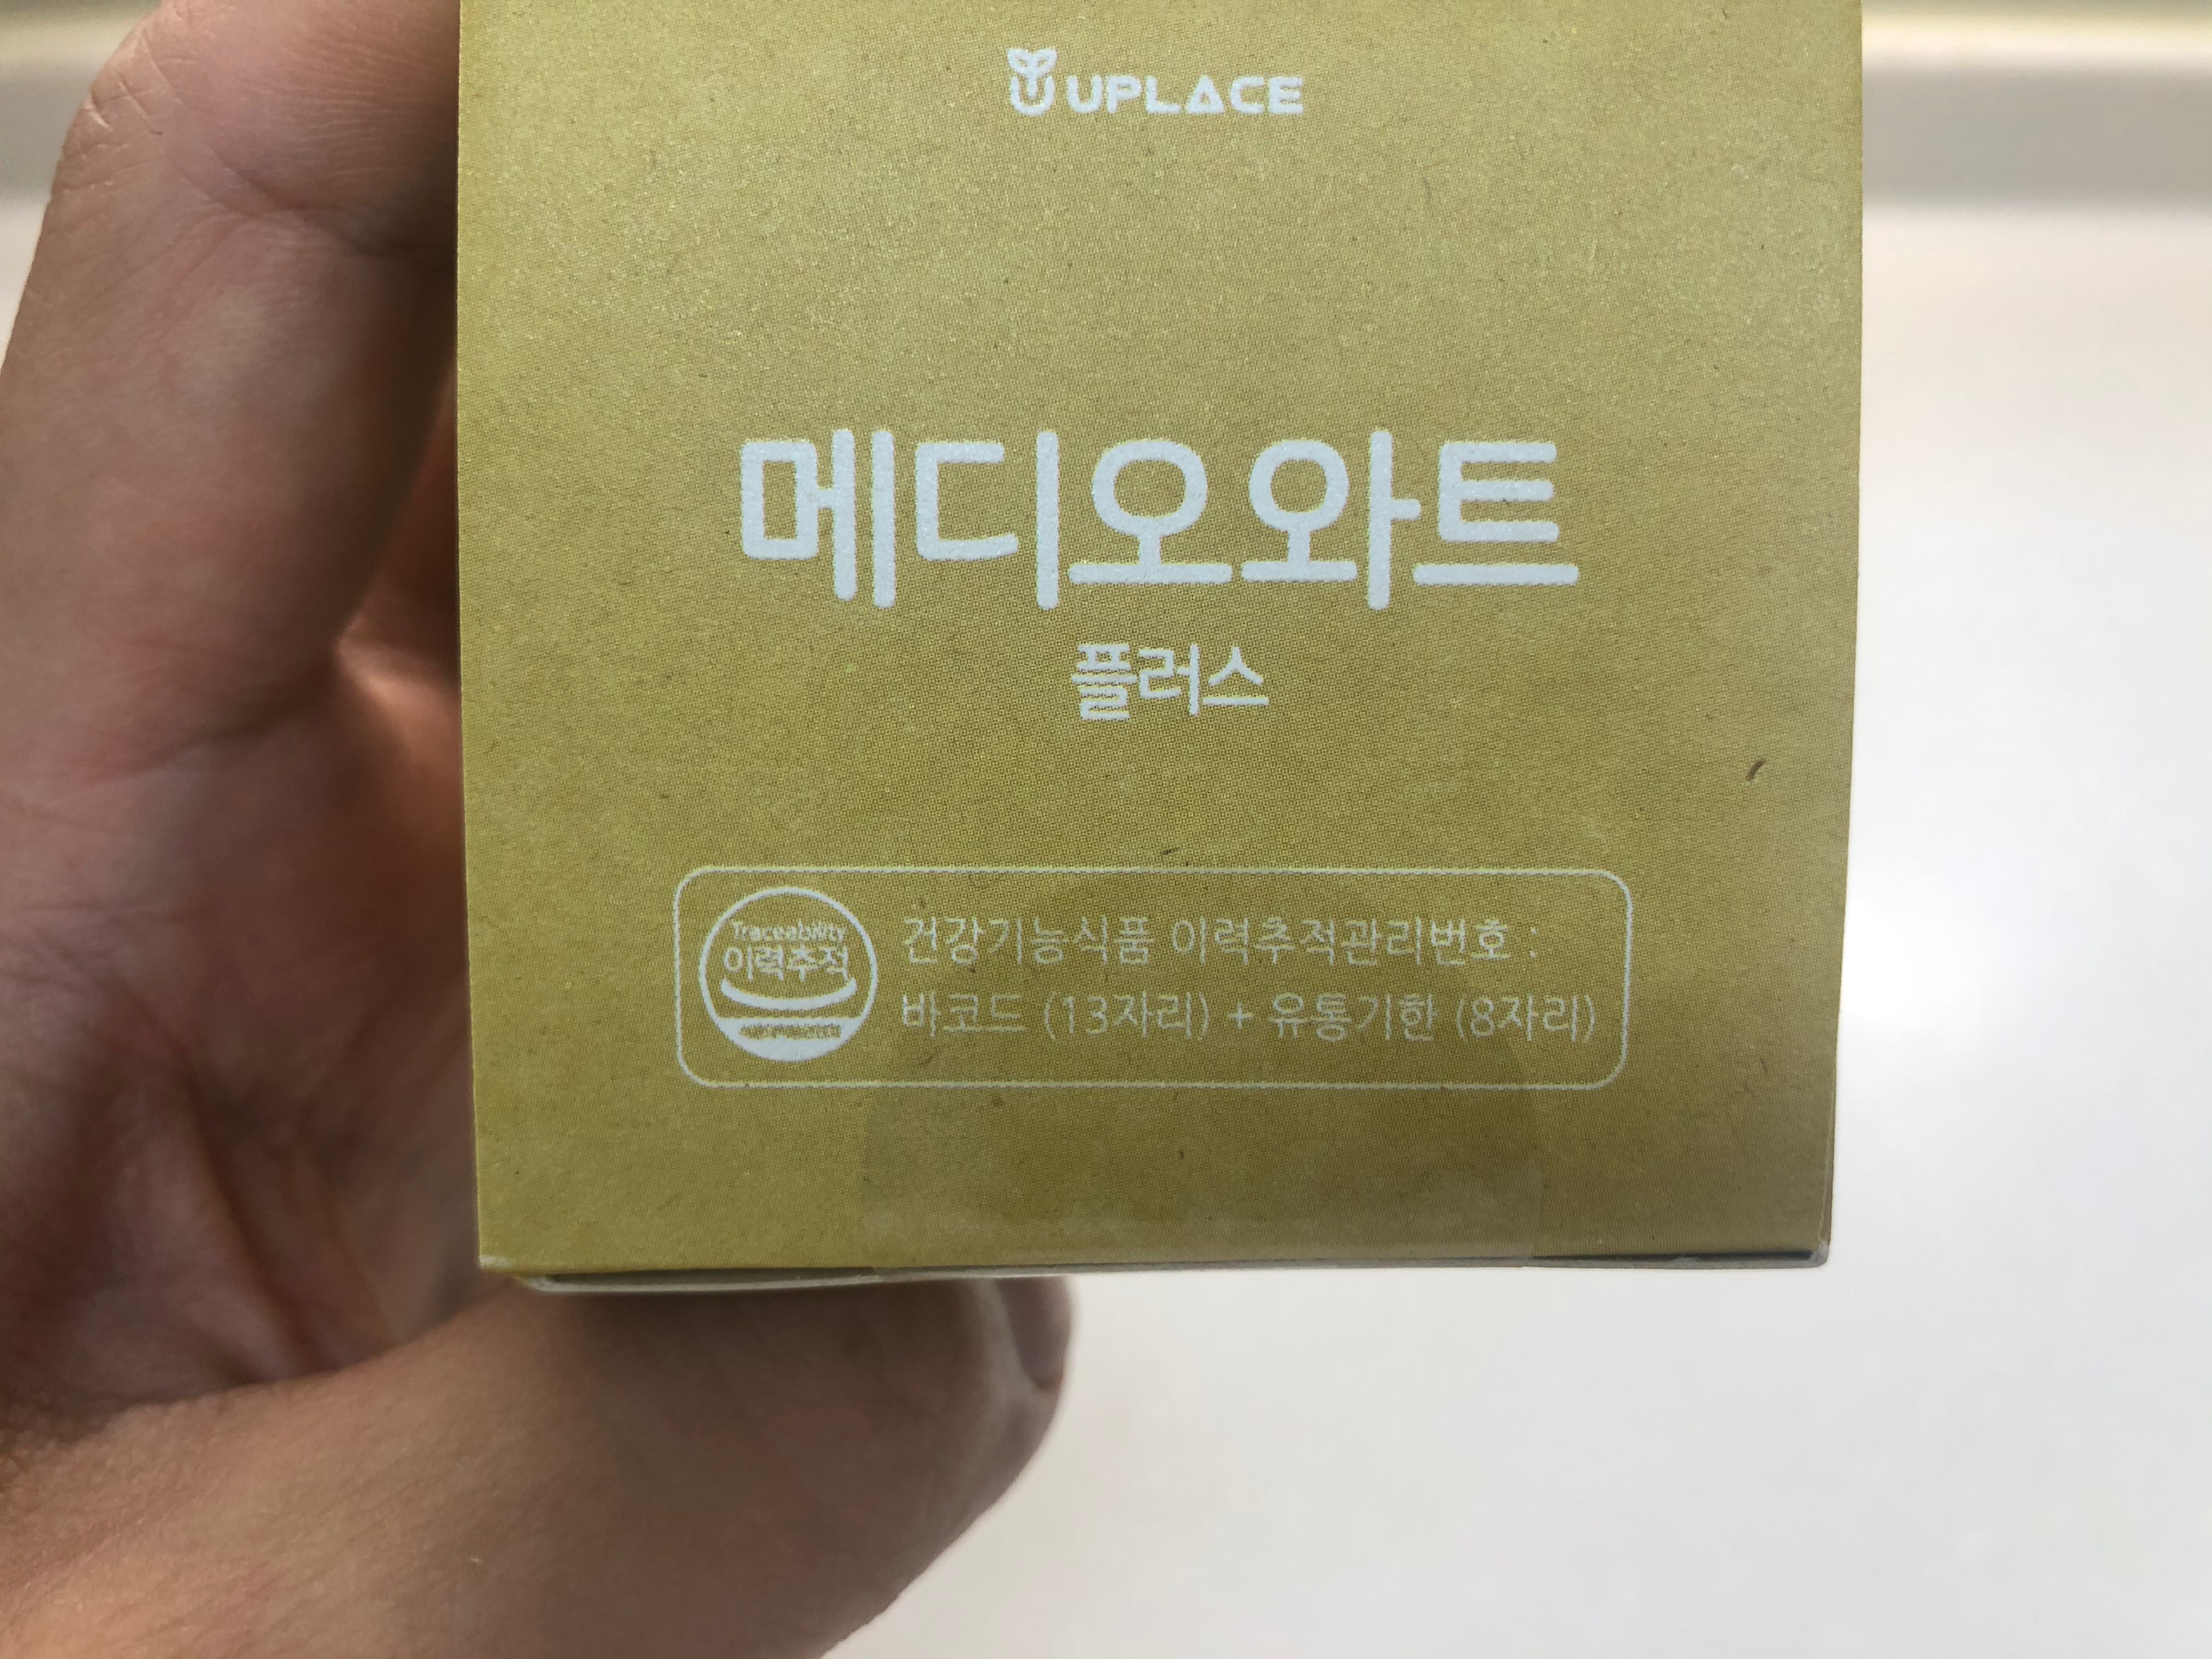 UPLACE
메디오와트
플러스
Traceability
이력추적
건강기능식품 이력추적관리번호 :
바코드 (13자리) + 유통기한 (8자리)